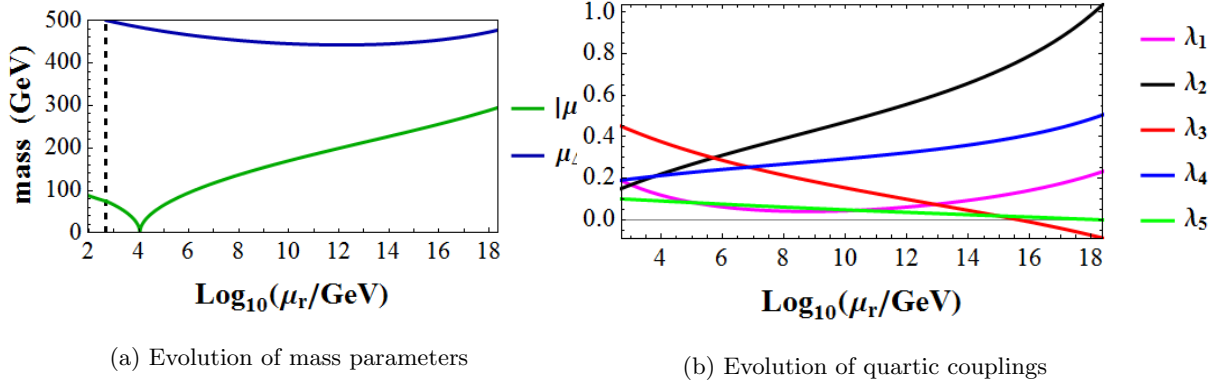 500
400
300
200
100
0
mass (GeV)
2 4 6 8 10 12 14 16 18
Log10(μr/GeV)
|μ
μ
(a) Evolution of mass parameters
1.0
0.8
0.6
0.4
0.2
0.0
4 6 8 10 12 14 16 18
Log10(μr/GeV)
λ1
λ2
λ3
λ4
λ5
(b) Evolution of quartic couplings